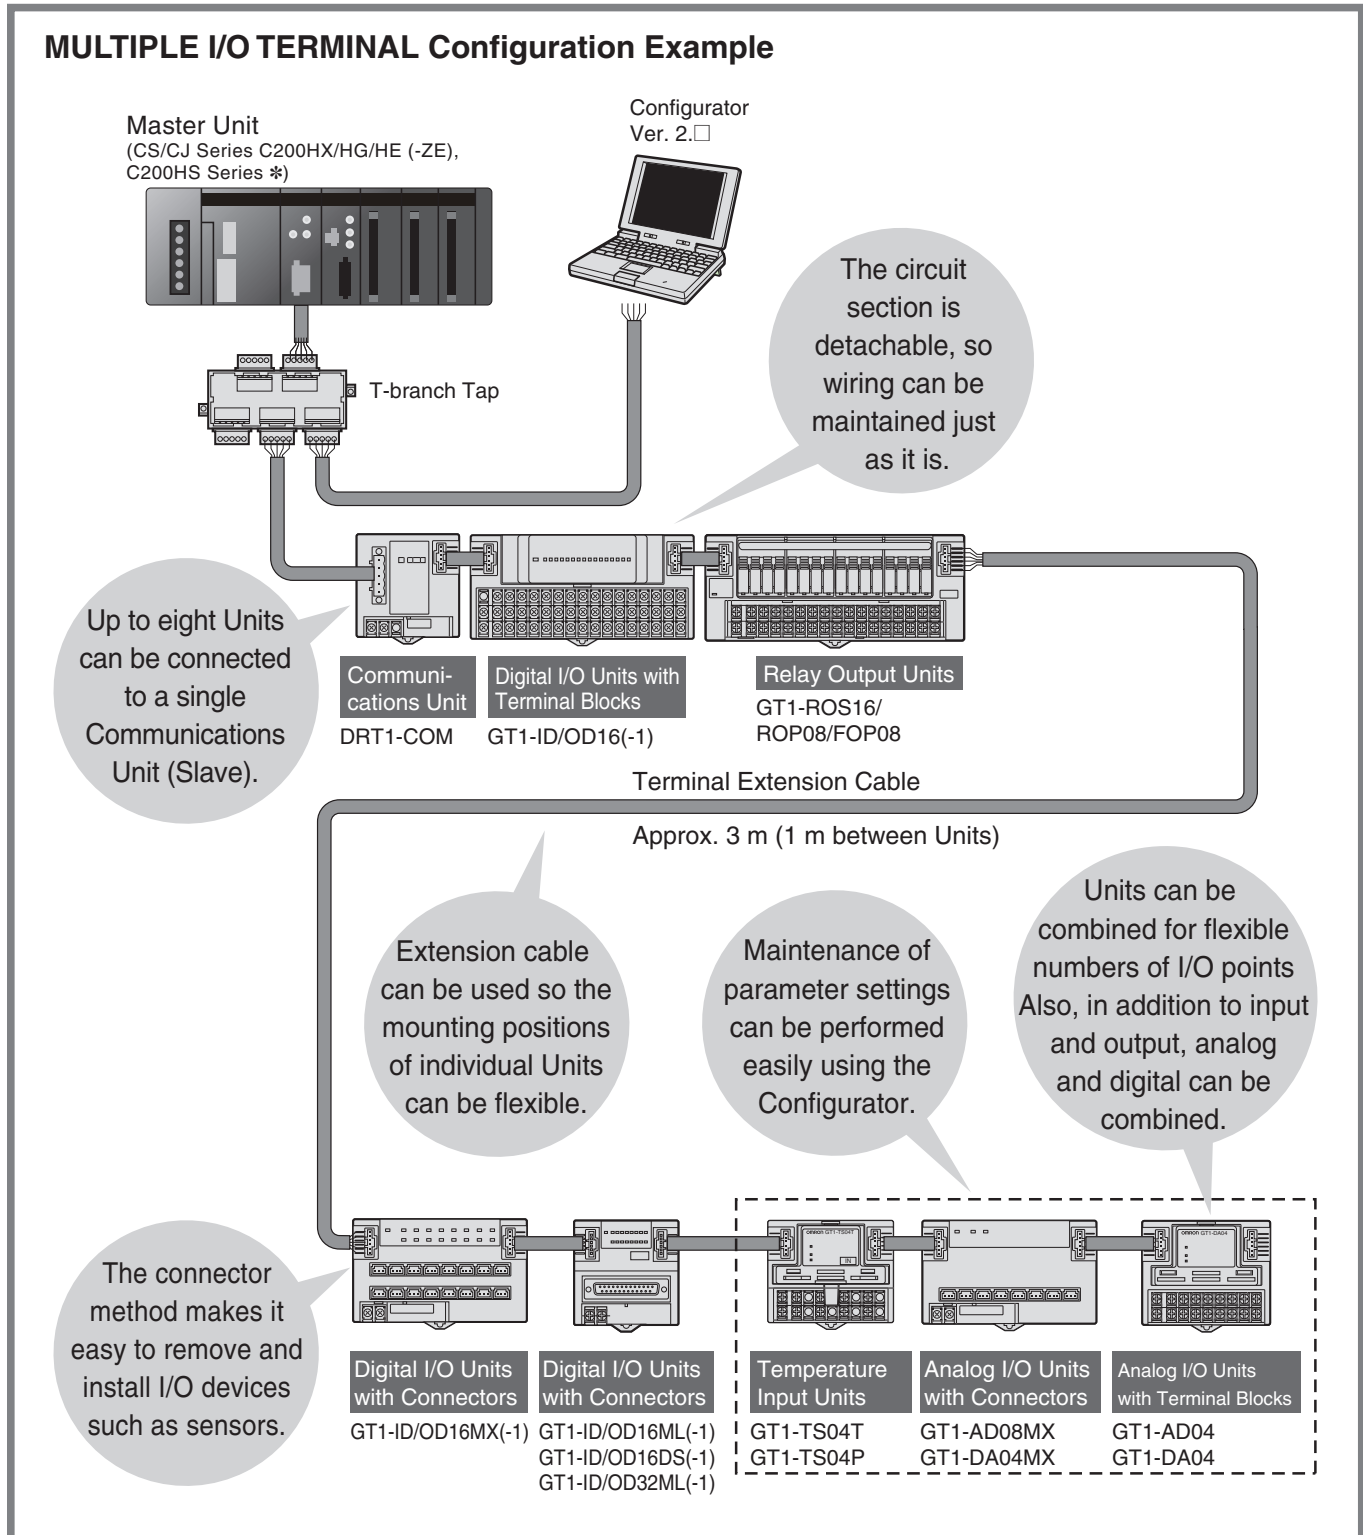 MULTIPLE I/O TERMINAL Configuration Example
Master Unit
(CS/CJ Series C200HX/HG/HE (-ZE),
C200HS Series ✽)
Configurator
Ver. 2.□
T-branch Tap
The circuit
section is
detachable, so
wiring can be
maintained just
as it is.
Up to eight Units
can be connected
to a single
Communications
Unit (Slave).
Communi-
cations Unit
DRT1-COM
Digital I/O Units with
Terminal Blocks
GT1-ID/OD16(-1)
Relay Output Units
GT1-ROS16/
ROP08/FOP08
Terminal Extension Cable
Approx. 3 m (1 m between Units)
Extension cable
can be used so the
mounting positions
of individual Units
can be flexible.
Maintenance of
parameter settings
can be performed
easily using the
Configurator.
Units can be
combined for flexible
numbers of I/O points
Also, in addition to input
and output, analog
and digital can be
combined.
The connector
method makes it
easy to remove and
install I/O devices
such as sensors.
OMRON GT1-TS04T
IN
OMRON GT1-DA04
Digital I/O Units
with Connectors
GT1-ID/OD16MX(-1)
Digital I/O Units
with Connectors
GT1-ID/OD16ML(-1)
GT1-ID/OD16DS(-1)
GT1-ID/OD32ML(-1)
Temperature
Input Units
GT1-TS04T
GT1-TS04P
Analog I/O Units
with Connectors
GT1-AD08MX
GT1-DA04MX
Analog I/O Units
with Terminal Blocks
GT1-AD04
GT1-DA04